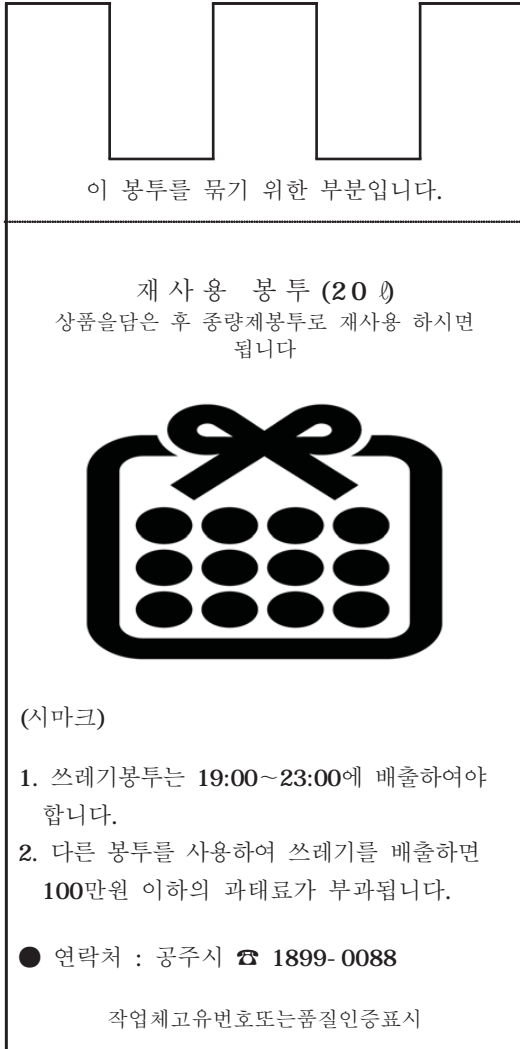 이 봉투를 묶기 위한 부분입니다.
재사용 봉투 (20 ℓ)
상품을담은 후 종량제봉투로 재사용 하시면
됩니다
(시마크)
1. 쓰레기봉투는 19:00~23:00에 배출하여야
합니다.
2. 다른 봉투를 사용하여 쓰레기를 배출하면
100만원 이하의 과태료가 부과됩니다.
● 연락처 : 공주시 ☎ 1899-0088
작업체고유번호또는품질인증표시